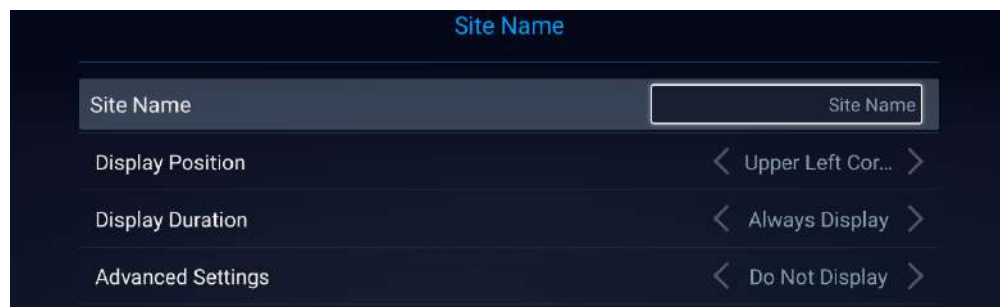 Site Name
Site Name Site Name
Display Position Upper Left Cor...
Display Duration Always Display
Advanced Settings Do Not Display